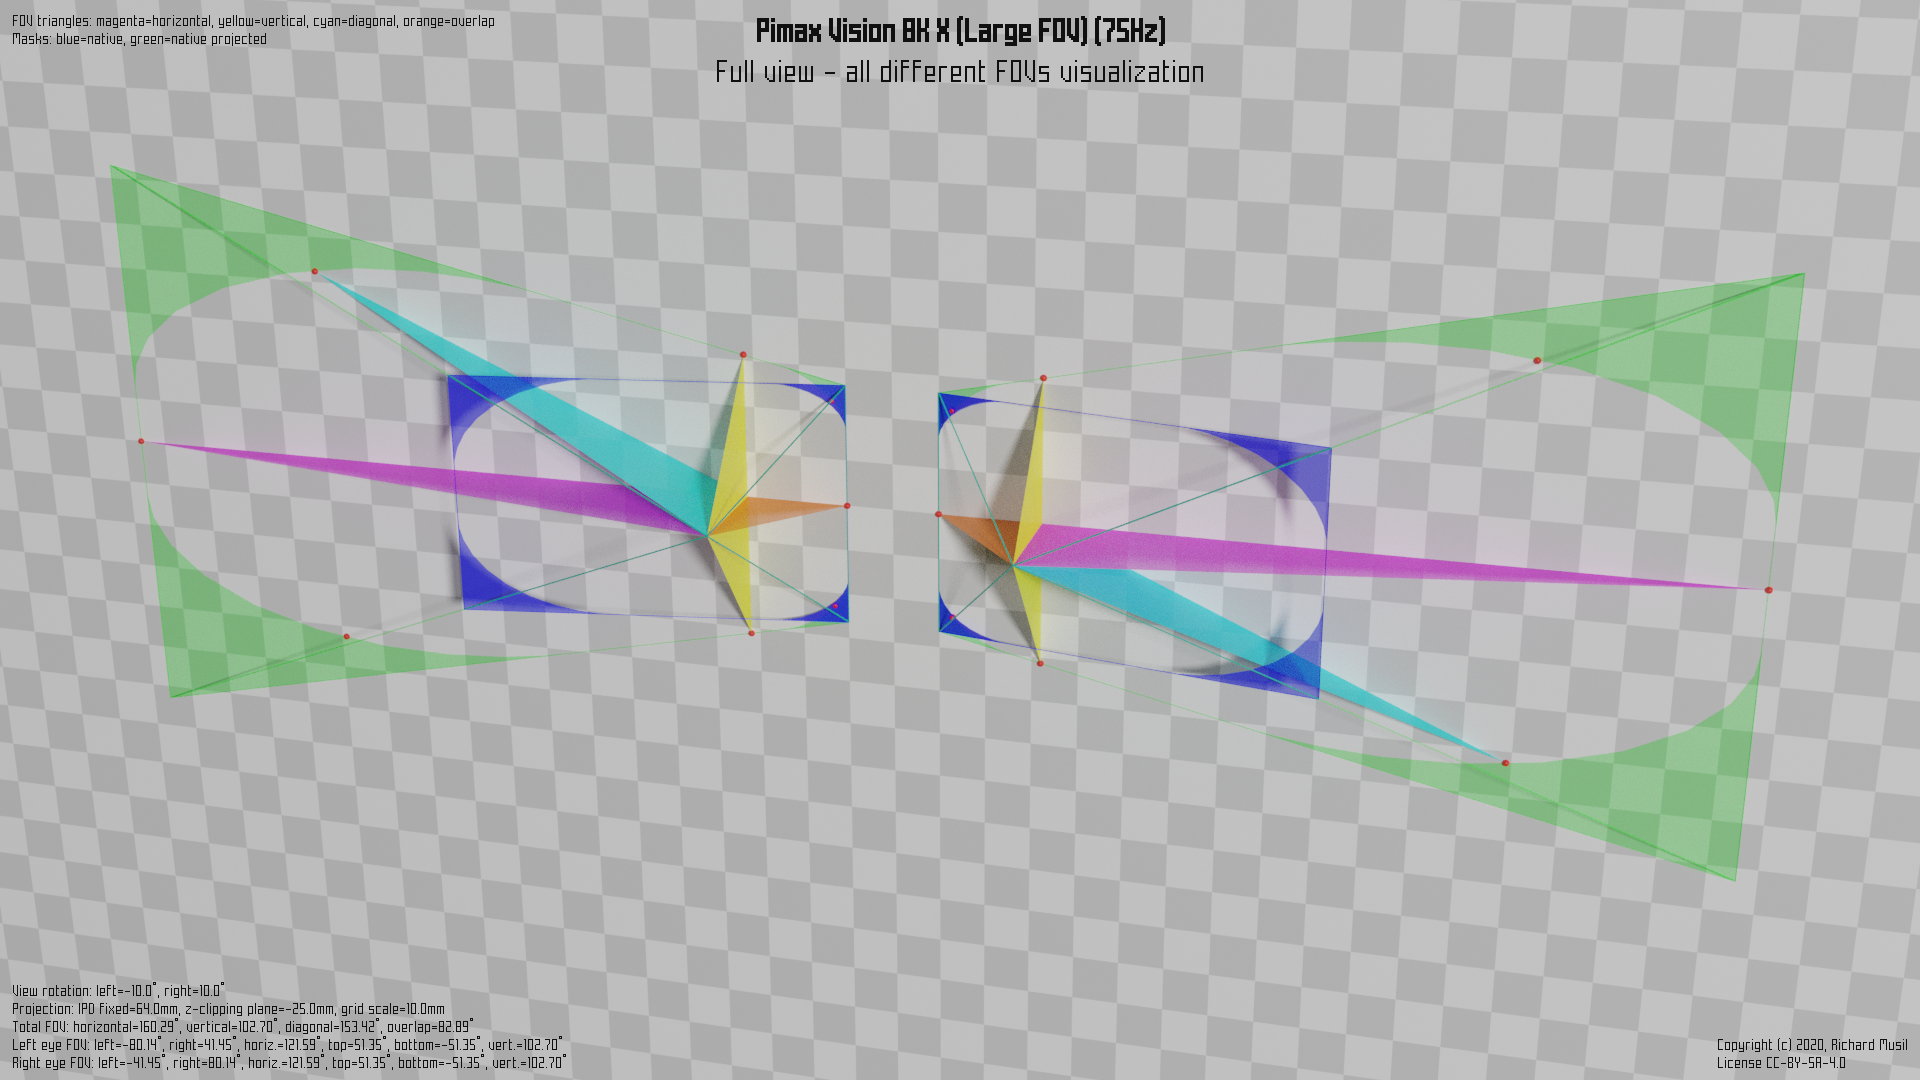 FOV triangles: magenta=horizontal, yellow=vertical, cyan=diagonal, orange=overlap
Masks: blue=native, green=native projected
Pimax Vision 8K X (Large FOV) (75Hz)
Full view - all different FOVs visualization
View rotation: left=-10.0°, right=10.0°
Projection: IPD fixed=64.0mm, z-clipping plane=-25.0mm, grid scale=10.0mm
Total FOV: horizontal=160.29°, vertical=102.70°, diagonal=153.42°, overlap=82.89°
Left eye FOV: left=-80.14°, right=41.45°, horiz.=121.59°, top=51.35°, bottom=-51.35°, vert.=102.70°
Right eye FOV: left=-41.45°, right=80.14°, horiz.=121.59°, top=51.35°, bottom=-51.35°, vert.=102.70°
Copyright (c) 2020, Richard Musil
License CC-BY-SA-4.0